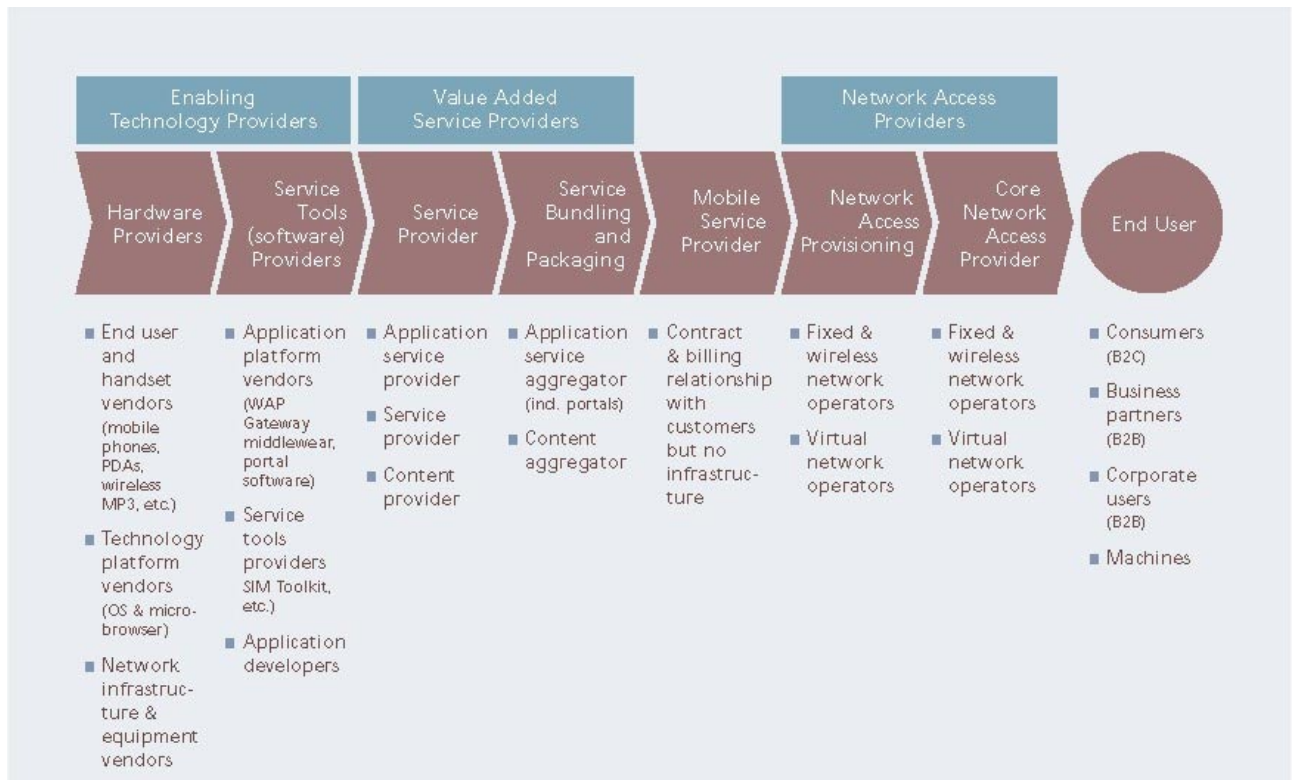 Enabling
Technology Providers
Value Added
Service Providers
Network Access
Providers
Hardware
Providers
Service
Tools
(software)
Providers
Service
Provider
Service
Bundling
and
Packaging
Mobile
Service
Provider
Network
Access
Provisioning
Core
Network
Access
Provider
End User
End user
and
handset
vendors
(mobile
phones,
PDAs,
wireless
MP3, etc.)
Technology
platform
vendors
(OS & micro-
browser)
Network
infrastruc-
ture &
equipment
vendors
Application
platform
vendors
(WAP
Gateway
middlewear,
portal
software)
Service
tools
providers
SIM Toolkit,
etc.)
Application
developers
Application
service
provider
Service
provider
Content
provider
Application
service
aggregator
(incl. portals)
Content
aggregator
Contract
& billing
relationship
with
customers
but no
infrastruc-
ture
Fixed &
wireless
network
operators
Virtual
network
operators
Fixed &
wireless
network
operators
Virtual
network
operators
Consumers
(B2C)
Business
partners
(B2B)
Corporate
users
(B2B)
Machines